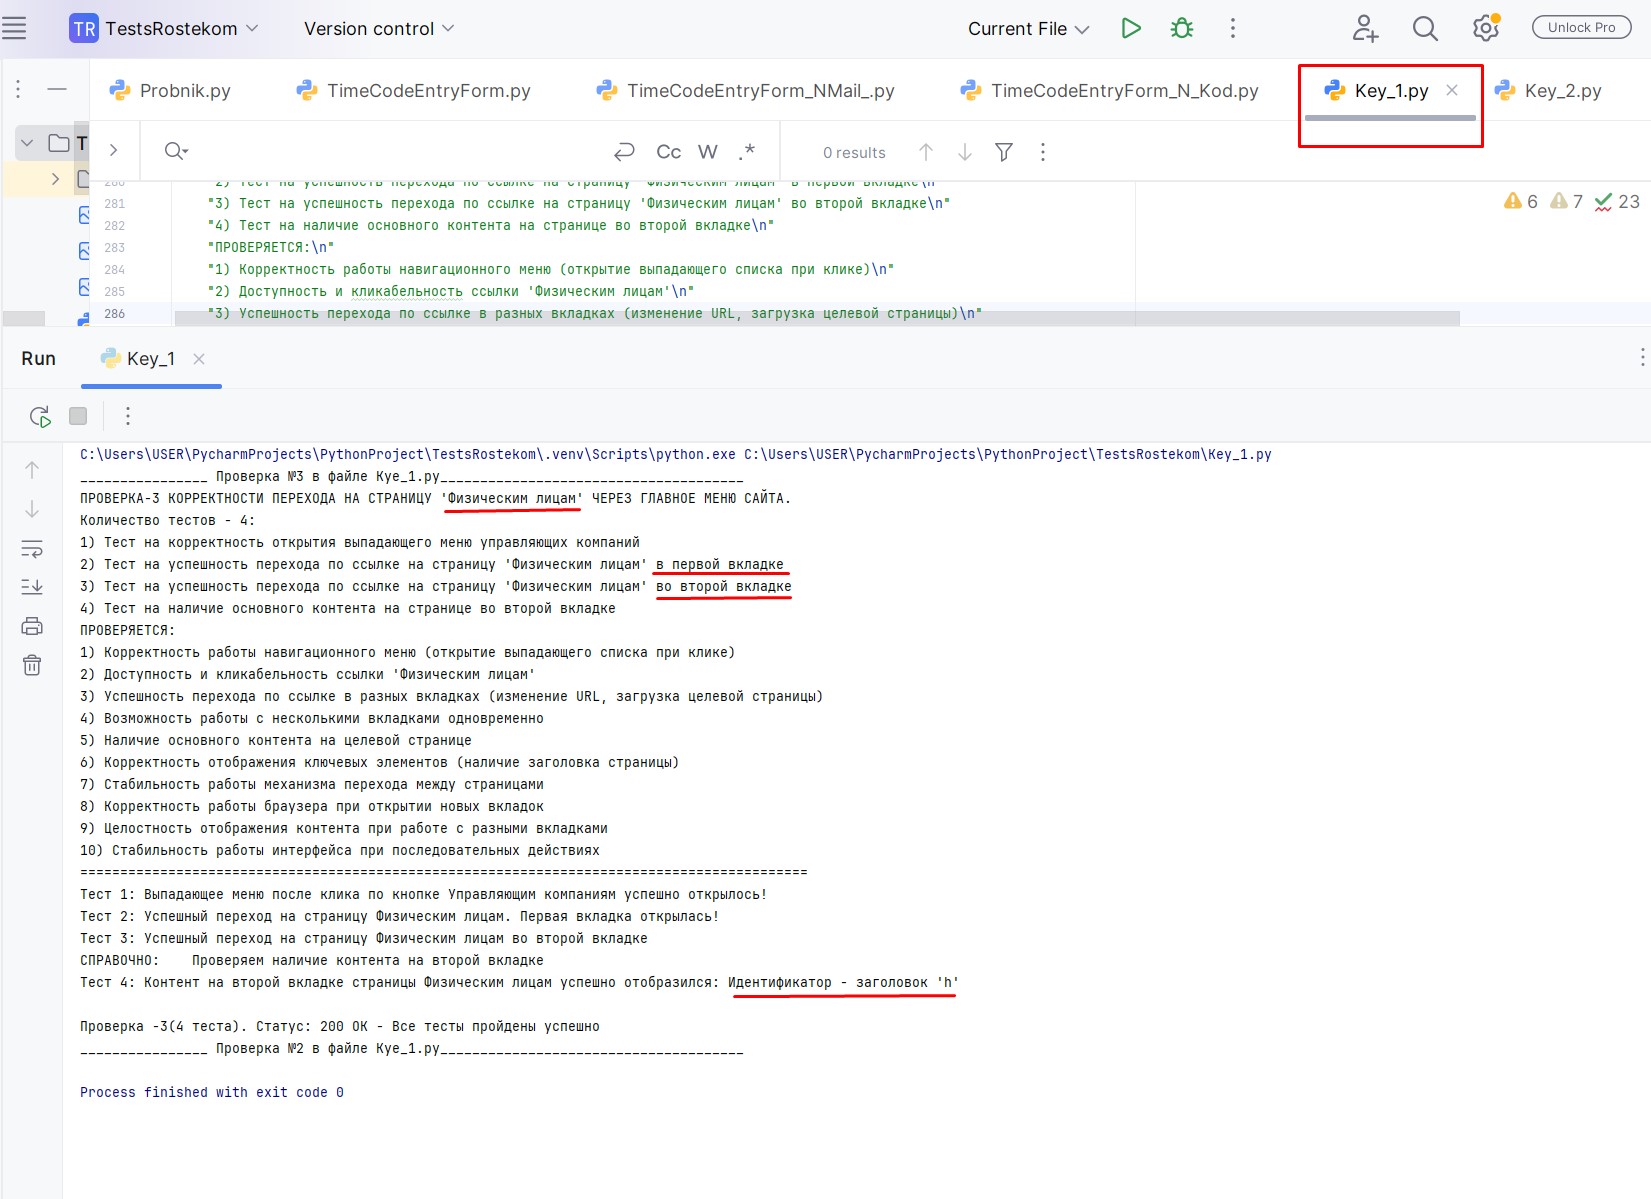 TR TestsRostekom Version control Current File Unlock Pro
Probnik.py TimeCodeEntryForm.py TimeCodeEntryForm_NMail_.py TimeCodeEntryForm_N_Kod.py Key_1.py Key_2.py
T Cc W .* 0 results
280 "2) Тест на успешность перехода по ссылке на страницу 'Физическим лицам' в первой вкладке\n"
281 "3) Тест на успешность перехода по ссылке на страницу 'Физическим лицам' во второй вкладке\n"
282 "4) Тест на наличие основного контента на странице во второй вкладке\n"
283 "ПРОВЕРЯЕТСЯ:\n"
284 "1) Корректность работы навигационного меню (открытие выпадающего списка при клике)\n"
285 "2) Доступность и кликабельность ссылки 'Физическим лицам'\n"
286 "3) Успешность перехода по ссылке в разных вкладках (изменение URL, загрузка целевой страницы)\n"
6 7 23
Run Key_1
C:\Users\USER\PycharmProjects\PythonProject\TestsRostekom\.venv\Scripts\python.exe C:\Users\USER\PycharmProjects\PythonProject\TestsRostekom\Key_1.py
________________ Проверка №3 в файле Kye_1.py______________________________________
ПРОВЕРКА-3 КОРРЕКТНОСТИ ПЕРЕХОДА НА СТРАНИЦУ 'Физическим лицам' ЧЕРЕЗ ГЛАВНОЕ МЕНЮ САЙТА.
Количество тестов - 4:
1) Тест на корректность открытия выпадающего меню управляющих компаний
2) Тест на успешность перехода по ссылке на страницу 'Физическим лицам' в первой вкладке
3) Тест на успешность перехода по ссылке на страницу 'Физическим лицам' во второй вкладке
4) Тест на наличие основного контента на странице во второй вкладке
ПРОВЕРЯЕТСЯ:
1) Корректность работы навигационного меню (открытие выпадающего списка при клике)
2) Доступность и кликабельность ссылки 'Физическим лицам'
3) Успешность перехода по ссылке в разных вкладках (изменение URL, загрузка целевой страницы)
4) Возможность работы с несколькими вкладками одновременно
5) Наличие основного контента на целевой странице
6) Корректность отображения ключевых элементов (наличие заголовка страницы)
7) Стабильность работы механизма перехода между страницами
8) Корректность работы браузера при открытии новых вкладок
9) Целостность отображения контента при работе с разными вкладками
10) Стабильность работы интерфейса при последовательных действиях
===========================================================================================
Тест 1: Выпадающее меню после клика по кнопке Управляющим компаниям успешно открылось!
Тест 2: Успешный переход на страницу Физическим лицам. Первая вкладка открылась!
Тест 3: Успешный переход на страницу Физическим лицам во второй вкладке
СПРАВОЧНО:    Проверяем наличие контента на второй вкладке
Тест 4: Контент на второй вкладке страницы Физическим лицам успешно отобразился: Идентификатор - заголовок 'h'
Проверка -3(4 теста). Статус: 200 ОК - Все тесты пройдены успешно
________________ Проверка №2 в файле Kye_1.py______________________________________
Process finished with exit code 0